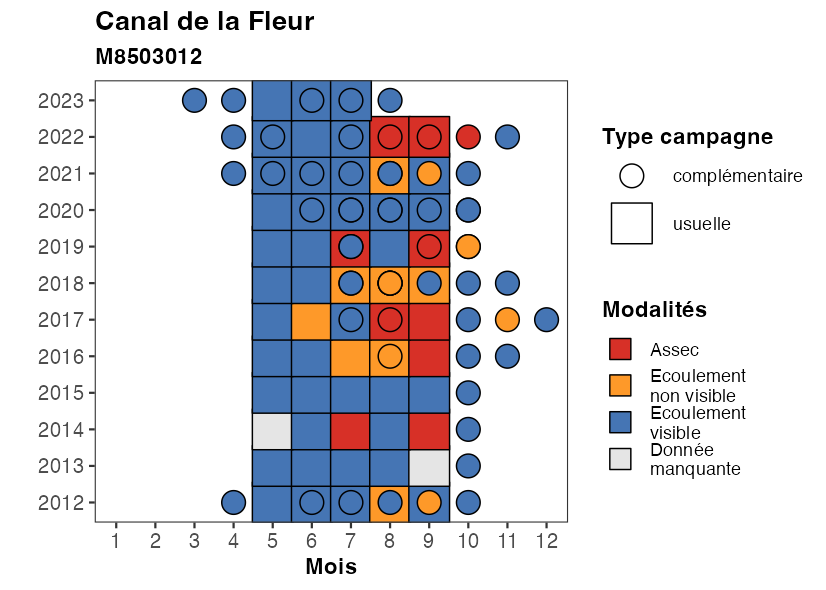 Canal de la Fleur
M8503012
2023
2022
2021
2020
2019
2018
2017
2016
2015
2014
2013
2012
1 2 3 4 5 6 7 8 9 10 11 12
Mois
Type campagne
complémentaire
usuelle
Modalités
Assec
Ecoulement
non visible
Ecoulement
visible
Donnée
manquante